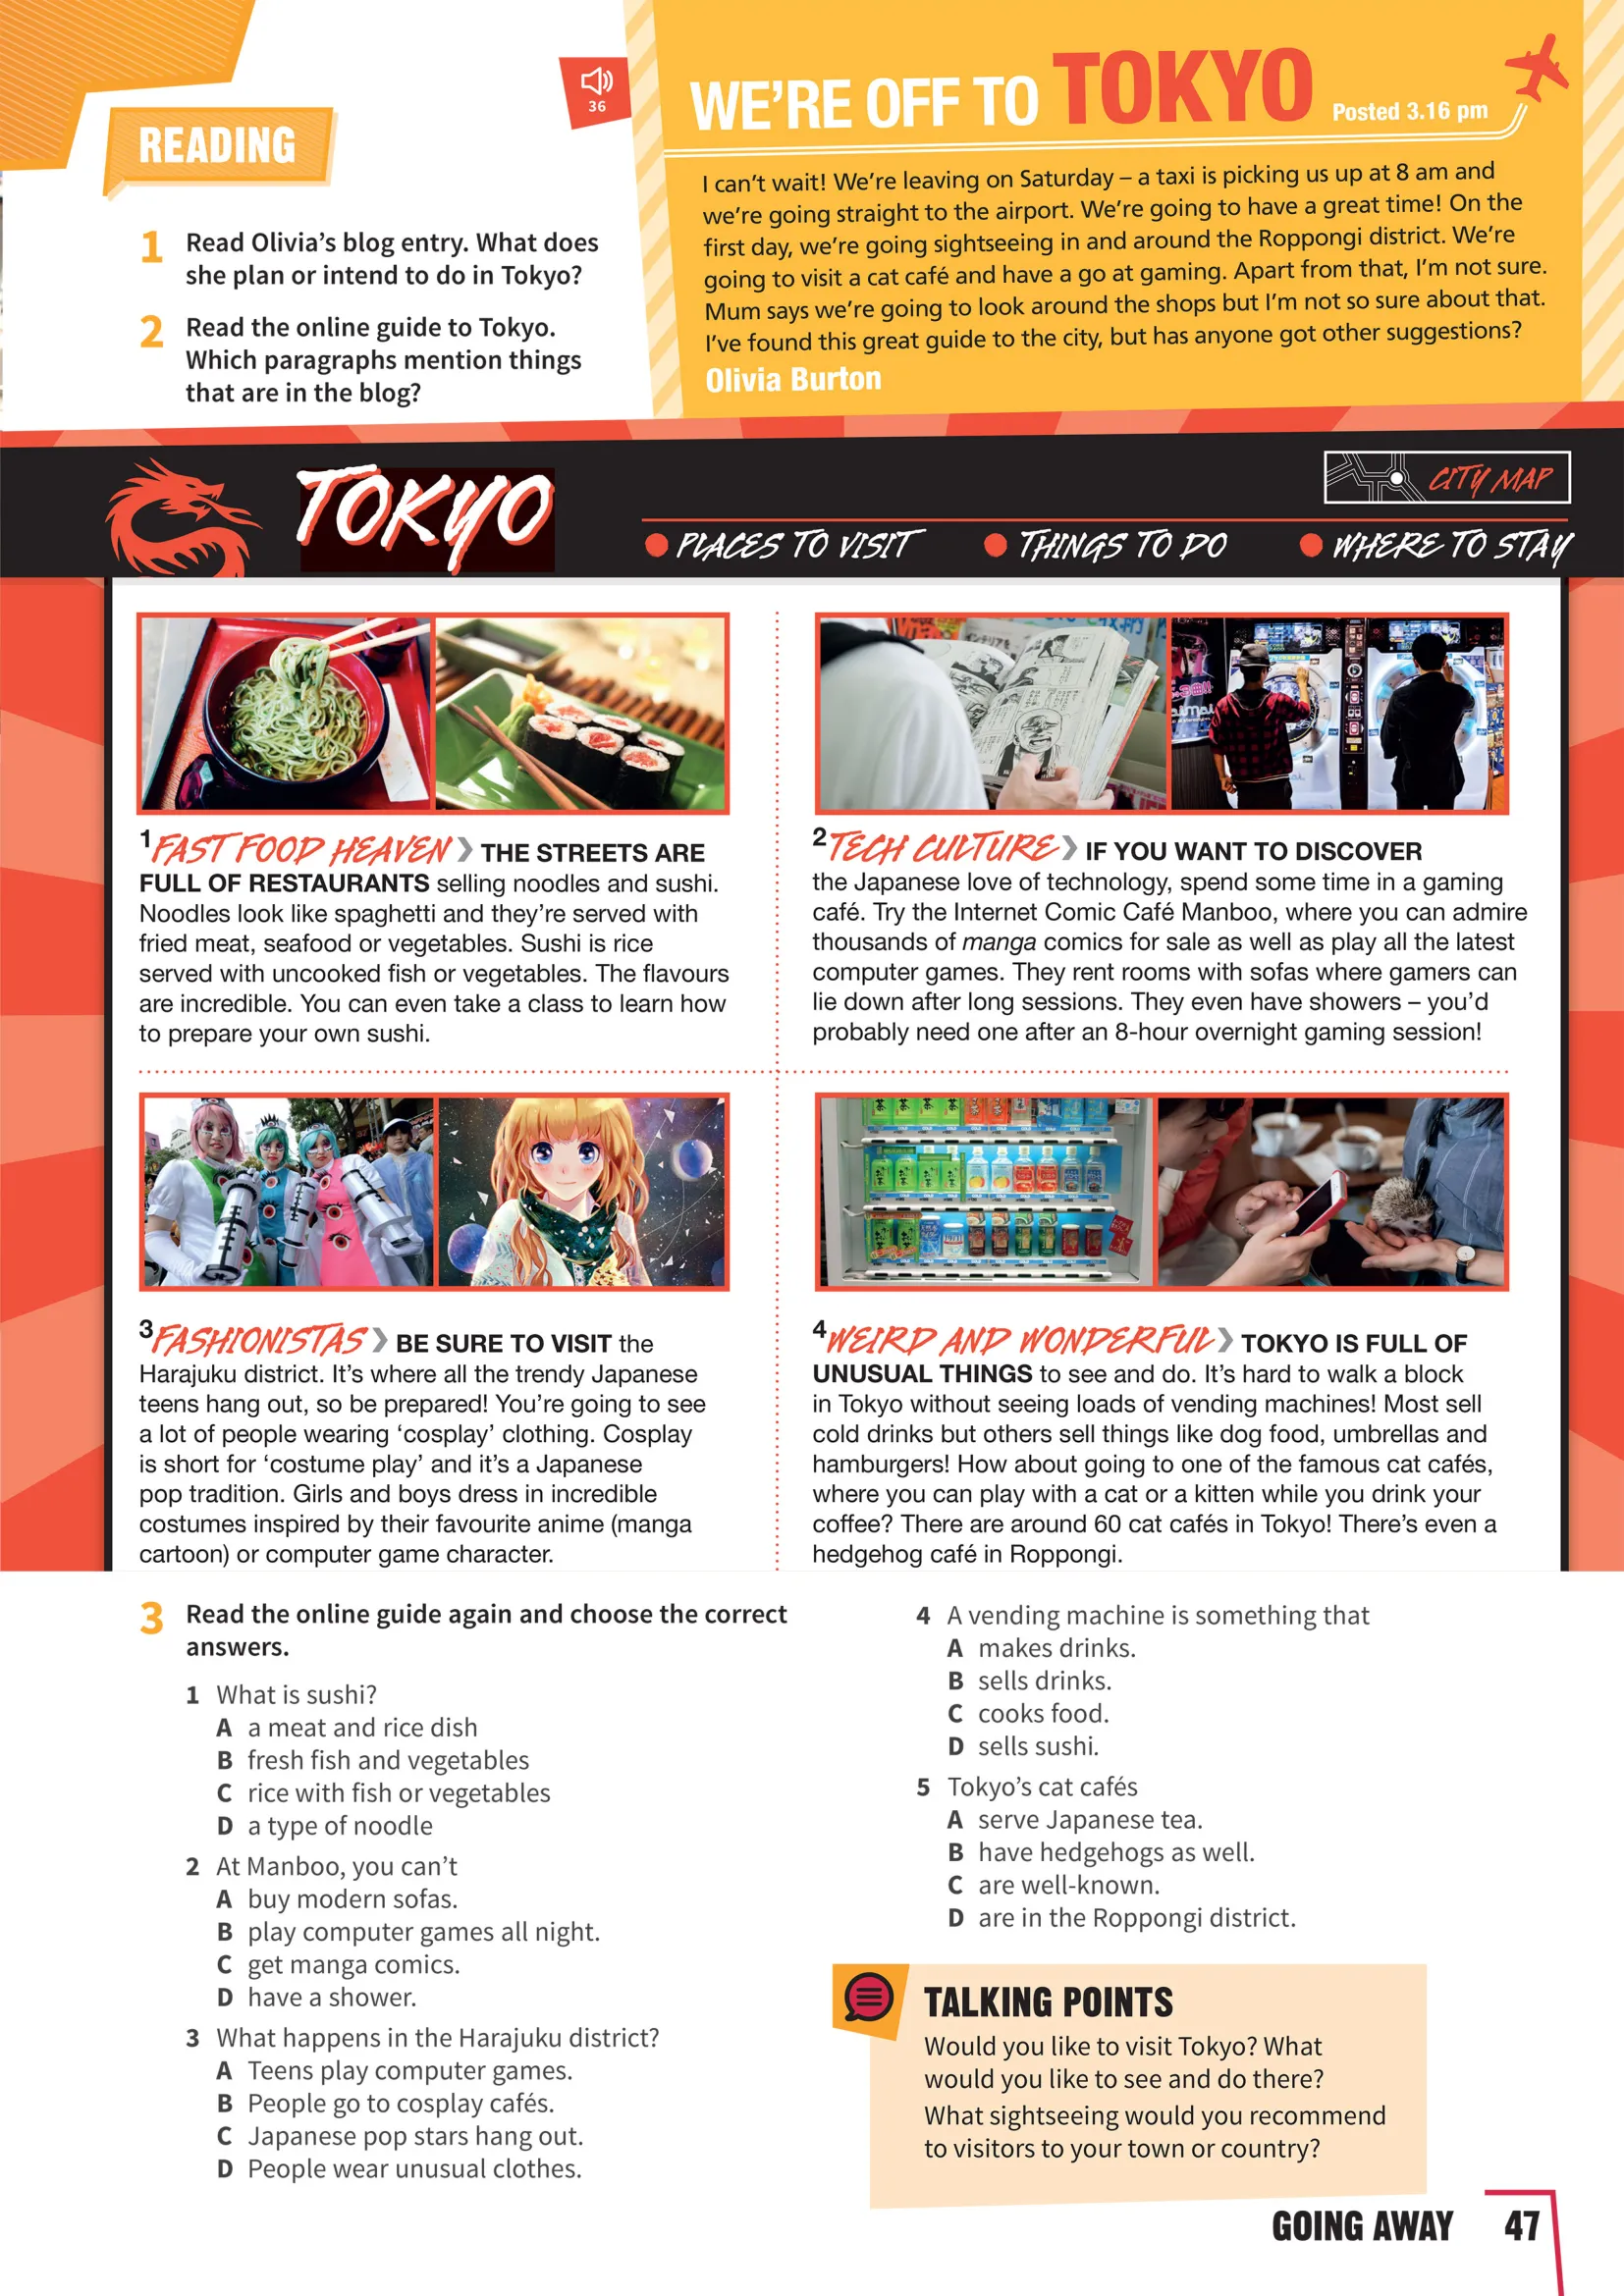 READING
36
1 Read Olivia's blog entry. What does
she plan or intend to do in Tokyo?
2 Read the online guide to Tokyo.
Which paragraphs mention things
that are in the blog?
WE'RE OFF TO TOKYO Posted 3.16 pm
I can't wait! We're leaving on Saturday – a taxi is picking us up at 8 am and
we're going straight to the airport. We're going to have a great time! On the
first day, we're going sightseeing in and around the Roppongi district. We're
going to visit a cat café and have a go at gaming. Apart from that, I'm not sure.
Mum says we're going to look around the shops but I'm not so sure about that.
I've found this great guide to the city, but has anyone got other suggestions?
Olivia Burton
TOKYO
CITY MAP
PLACES TO VISIT
THINGS TO DO
WHERE TO STAY
1 FAST FOOD HEAVEN › THE STREETS ARE
FULL OF RESTAURANTS selling noodles and sushi.
Noodles look like spaghetti and they're served with
fried meat, seafood or vegetables. Sushi is rice
served with uncooked fish or vegetables. The flavours
are incredible. You can even take a class to learn how
to prepare your own sushi.
2 TECH CULTURE › IF YOU WANT TO DISCOVER
the Japanese love of technology, spend some time in a gaming
café. Try the Internet Comic Café Manboo, where you can admire
thousands of manga comics for sale as well as play all the latest
computer games. They rent rooms with sofas where gamers can
lie down after long sessions. They even have showers – you'd
probably need one after an 8-hour overnight gaming session!
3 FASHIONISTAS › BE SURE TO VISIT the
Harajuku district. It's where all the trendy Japanese
teens hang out, so be prepared! You're going to see
a lot of people wearing 'cosplay' clothing. Cosplay
is short for 'costume play' and it's a Japanese
pop tradition. Girls and boys dress in incredible
costumes inspired by their favourite anime (manga
cartoon) or computer game character.
4 WEIRD AND WONDERFUL › TOKYO IS FULL OF
UNUSUAL THINGS to see and do. It's hard to walk a block
in Tokyo without seeing loads of vending machines! Most sell
cold drinks but others sell things like dog food, umbrellas and
hamburgers! How about going to one of the famous cat cafés,
where you can play with a cat or a kitten while you drink your
coffee? There are around 60 cat cafés in Tokyo! There's even a
hedgehog café in Roppongi.
3 Read the online guide again and choose the correct
answers.
1 What is sushi?
A a meat and rice dish
B fresh fish and vegetables
C rice with fish or vegetables
D a type of noodle
2 At Manboo, you can't
A buy modern sofas.
B play computer games all night.
C get manga comics.
D have a shower.
3 What happens in the Harajuku district?
A Teens play computer games.
B People go to cosplay cafés.
C Japanese pop stars hang out.
D People wear unusual clothes.
4 A vending machine is something that
A makes drinks.
B sells drinks.
C cooks food.
D sells sushi.
5 Tokyo's cat cafés
A serve Japanese tea.
B have hedgehogs as well.
C are well-known.
D are in the Roppongi district.
TALKING POINTS
Would you like to visit Tokyo? What
would you like to see and do there?
What sightseeing would you recommend
to visitors to your town or country?
GOING AWAY 47